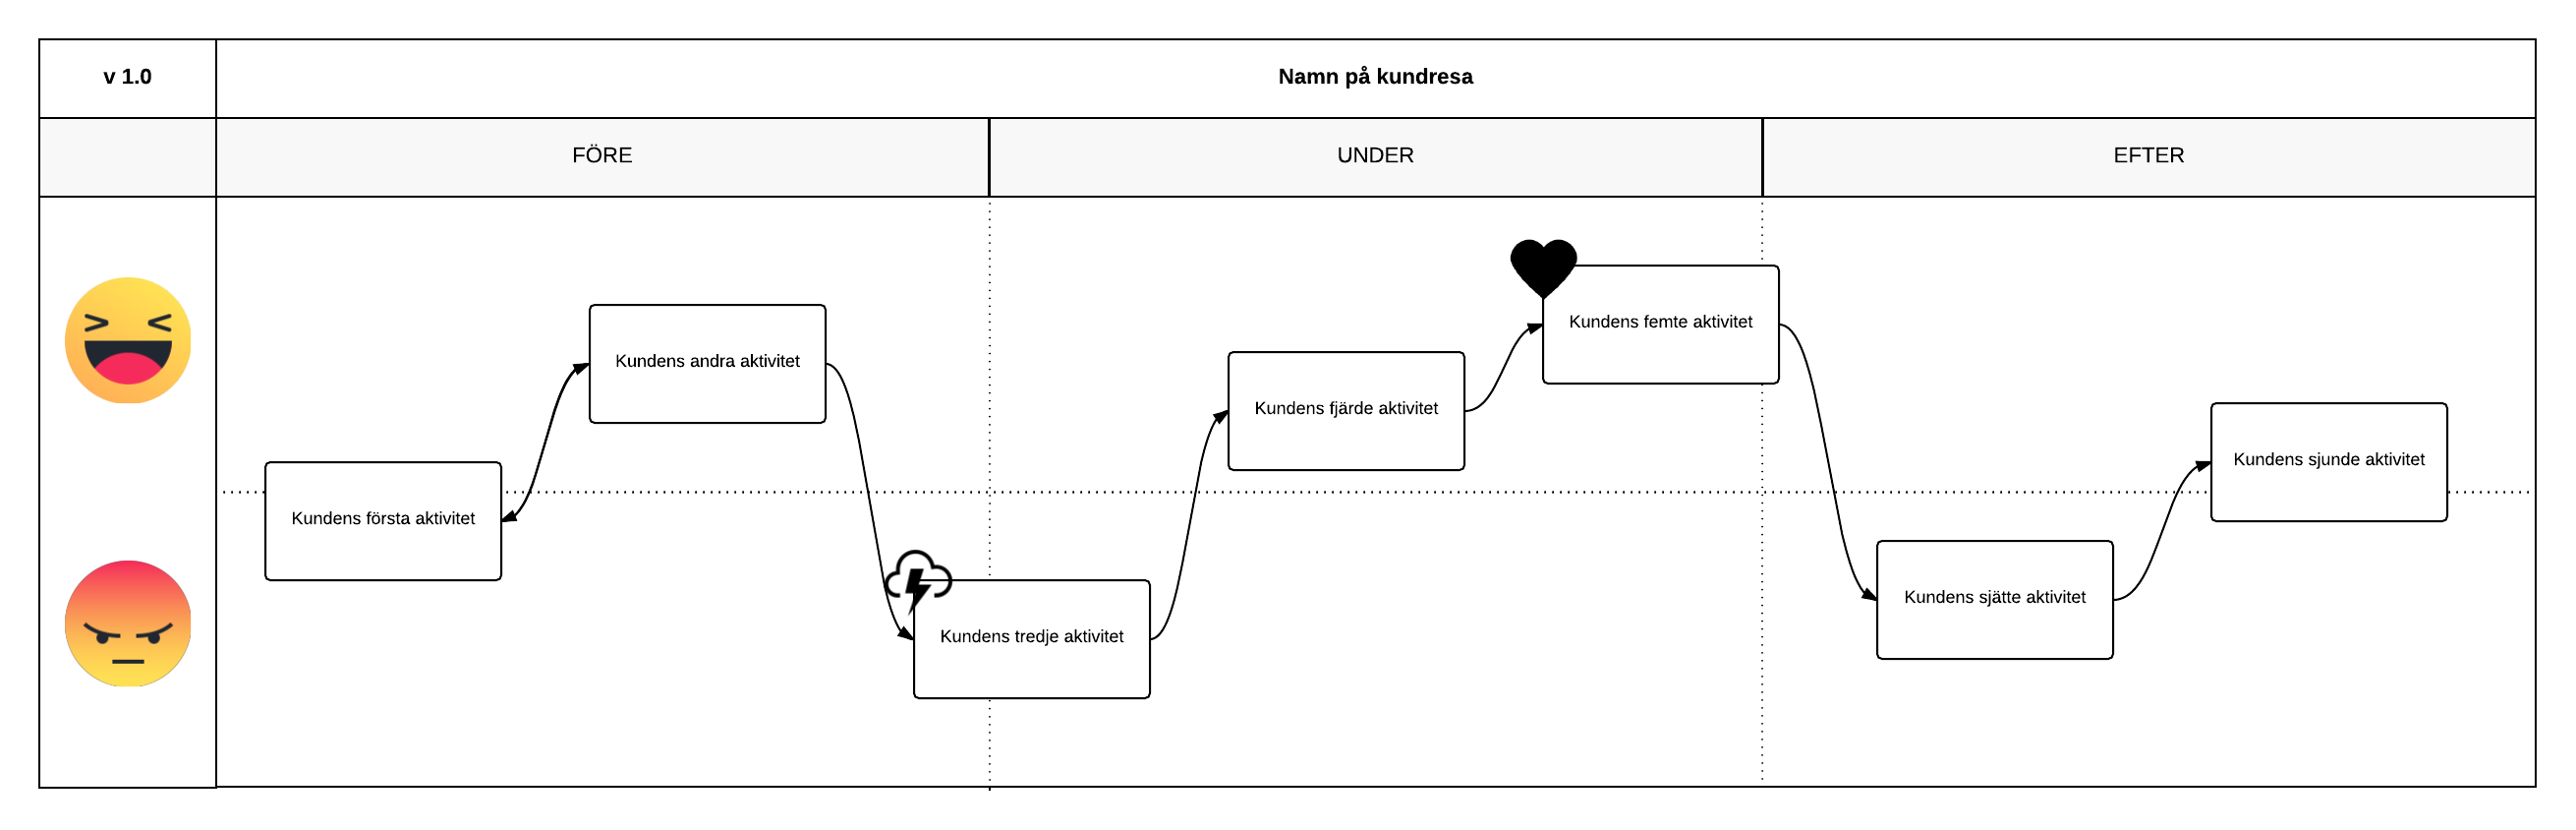 v 1.0
Namn på kundresa
FÖRE
UNDER
EFTER
Kundens första aktivitet
Kundens andra aktivitet
Kundens tredje aktivitet
Kundens fjärde aktivitet
Kundens femte aktivitet
Kundens sjätte aktivitet
Kundens sjunde aktivitet